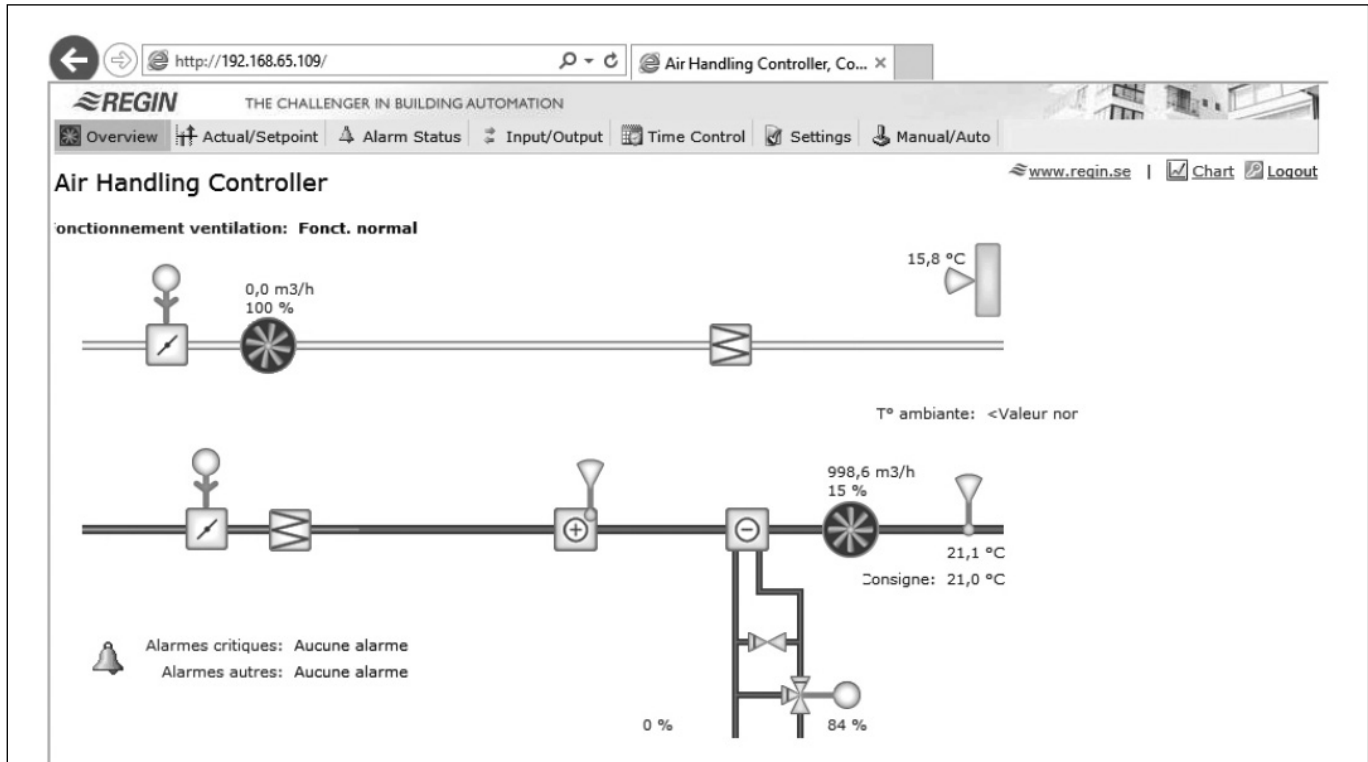 http://192.168.65.109/
Air Handling Controller, Co...
REGIN THE CHALLENGER IN BUILDING AUTOMATION
Overview Actual/Setpoint Alarm Status Input/Output Time Control Settings Manual/Auto
www.regin.se | Chart Logout
Air Handling Controller
onctionnement ventilation: Fonct. normal
15,8 °C
0,0 m3/h
100 %
T° ambiante: <Valeur nor
998,6 m3/h
15 %
21,1 °C
Consigne: 21,0 °C
Alarmes critiques: Aucune alarme
Alarmes autres: Aucune alarme
0 % 84 %